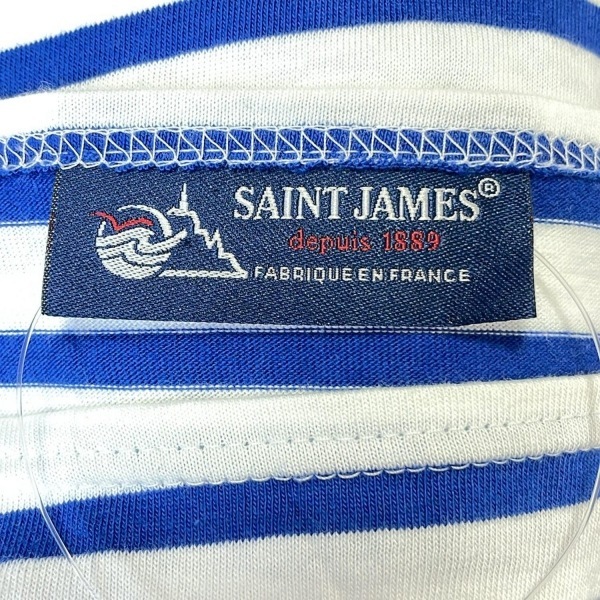 SAINT JAMES®
depuis 1889
FABRIQUE EN FRANCE